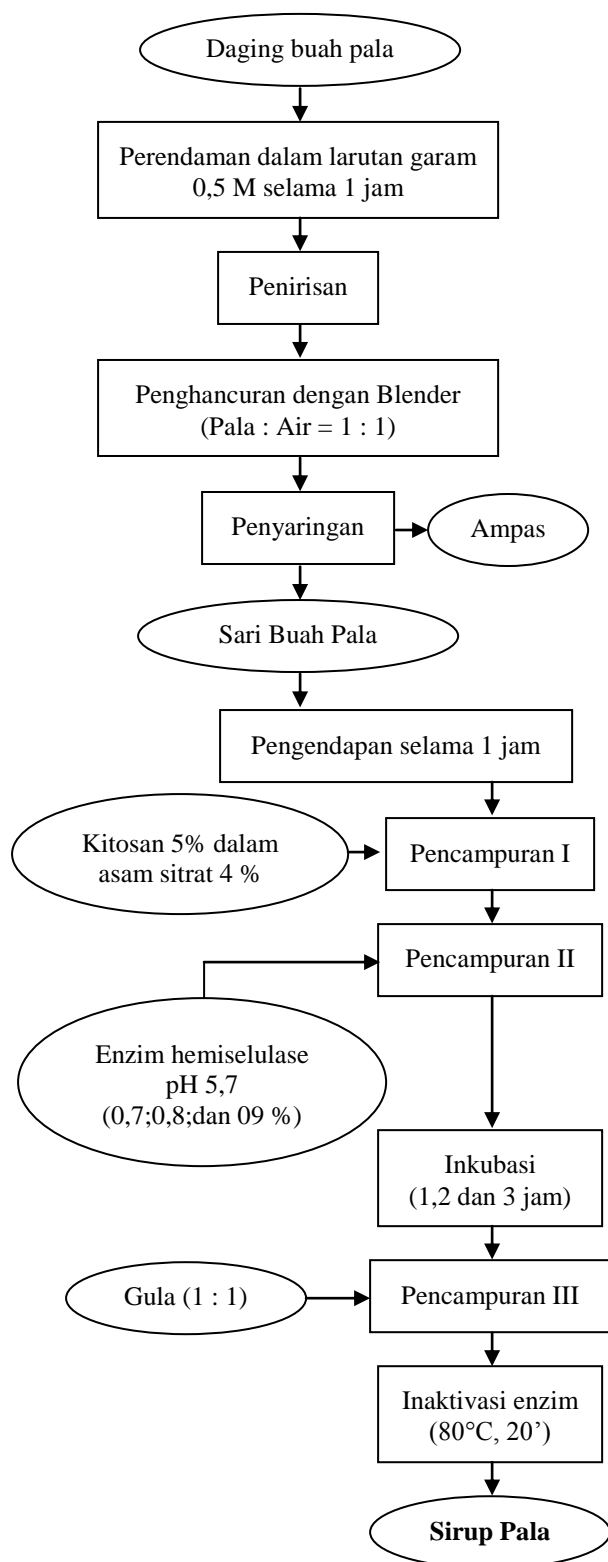 Daging buah pala
Perendaman dalam larutan garam
0,5 M selama 1 jam
Penirisan
Penghancuran dengan Blender
(Pala : Air = 1 : 1)
Penyaringan
Ampas
Sari Buah Pala
Pengendapan selama 1 jam
Kitosan 5% dalam
asam sitrat 4 %
Pencampuran I
Pencampuran II
Enzim hemiselulase
pH 5,7
(0,7;0,8;dan 09 %)
Inkubasi
(1,2 dan 3 jam)
Gula (1 : 1)
Pencampuran III
Inaktivasi enzim
(80°C, 20’)
Sirup Pala